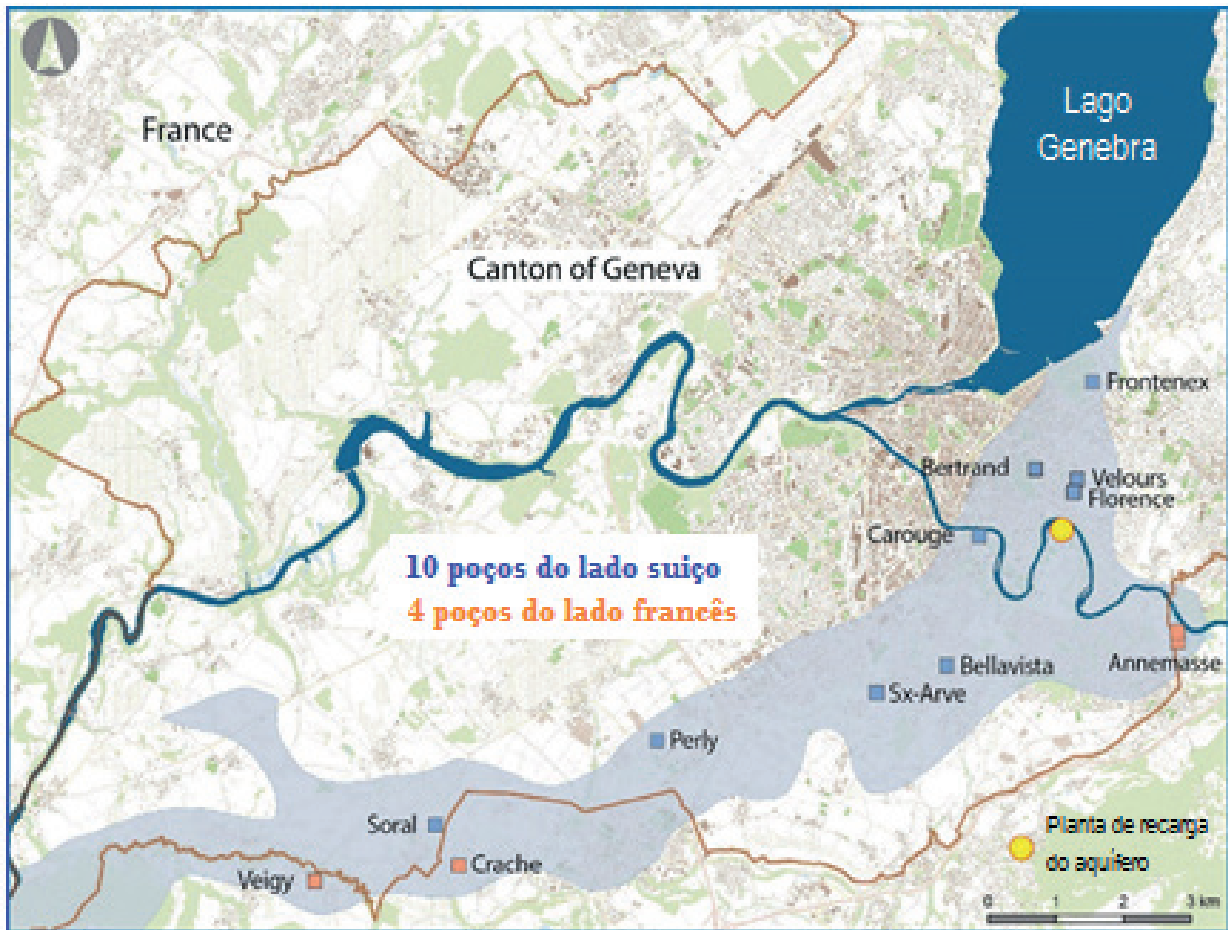 France
Lago
Genebra
Canton of Geneva
Frontenex
Bertrand
Velours
Florence
Carouge
10 poços do lado suiço
4 poços do lado francês
Bellavista
Annemasse
Sx-Arve
Perly
Soral
Crache
Veigy
Planta de recarga
do aquífero
0 1 2 3 km